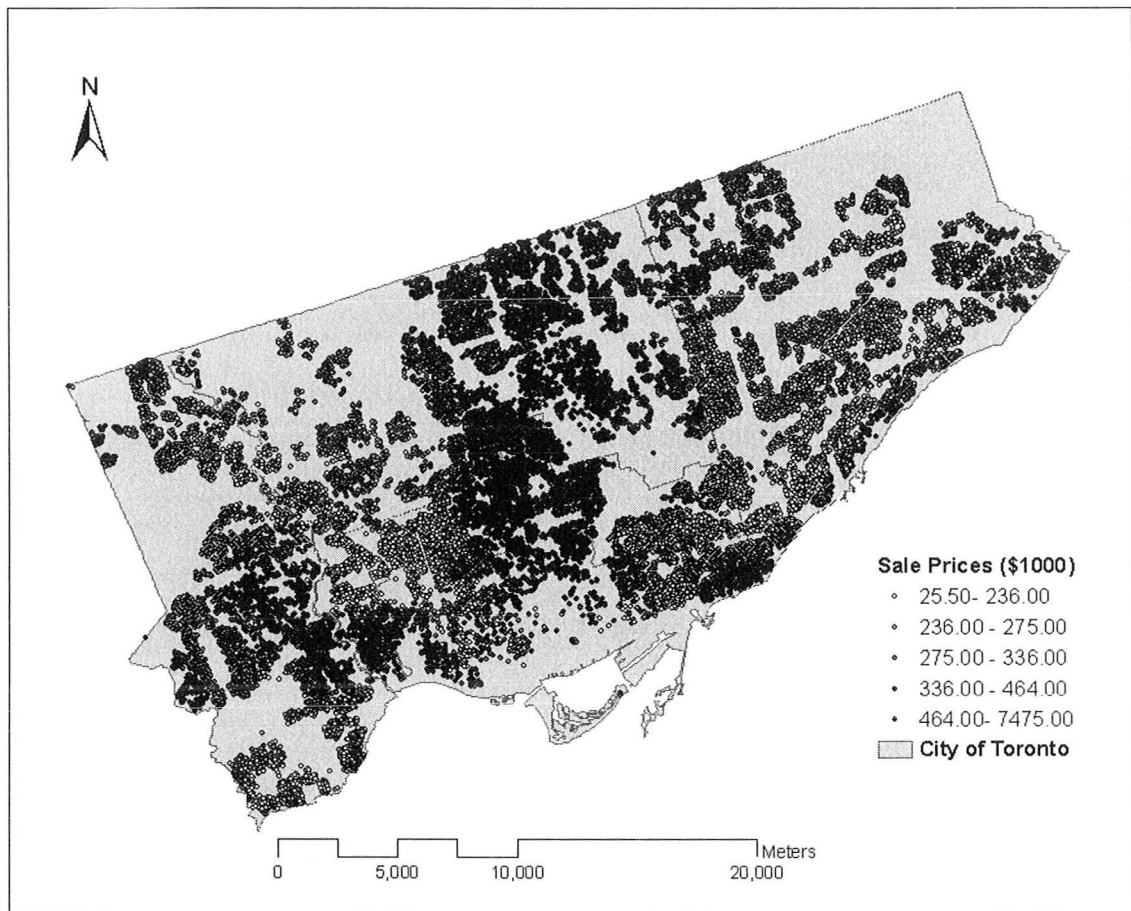 N
Sale Prices ($1000)
25.50- 236.00
236.00 - 275.00
275.00 - 336.00
336.00 - 464.00
464.00- 7475.00
City of Toronto
Meters
0 5,000 10,000 20,000